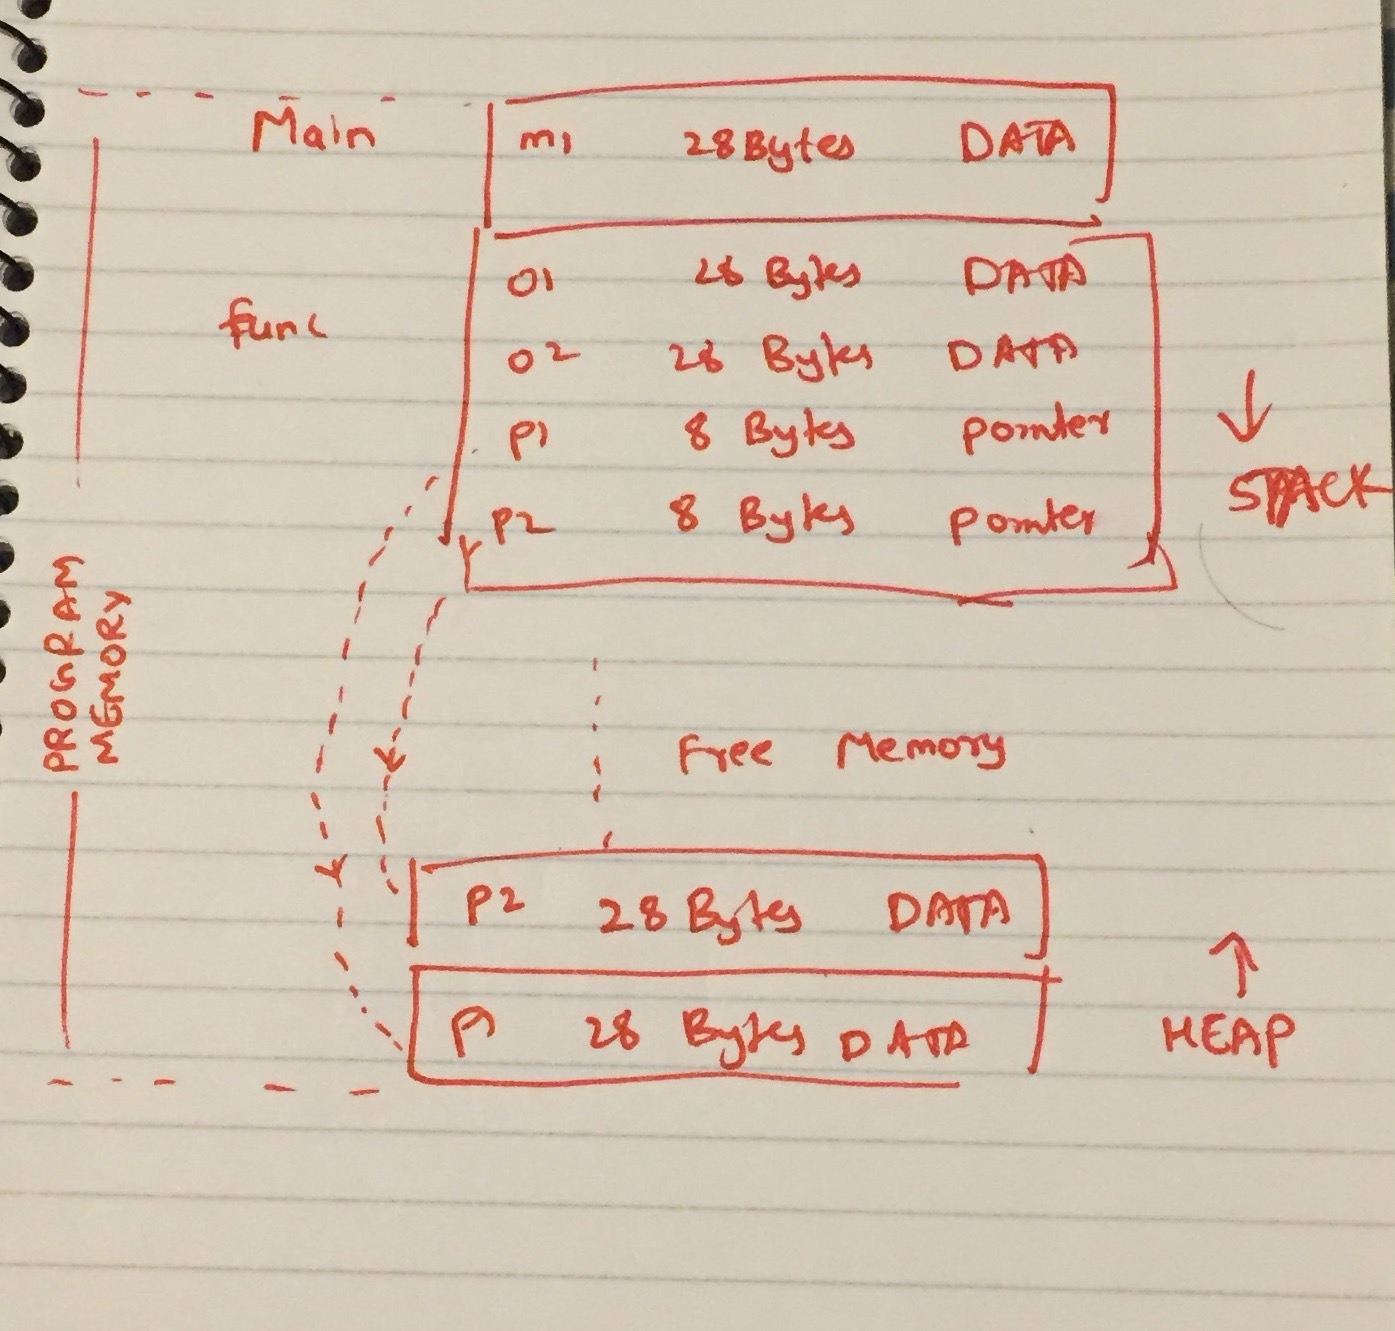 Main m1 28 Bytes DATA
func
O1 28 Bytes DATA
O2 28 Bytes DATA
P1 8 Bytes pointer
P2 8 Bytes pointer
STACK
PROGRAM
MEMORY
Free Memory
P2 28 Bytes DATA
P1 28 Bytes DATA
HEAP